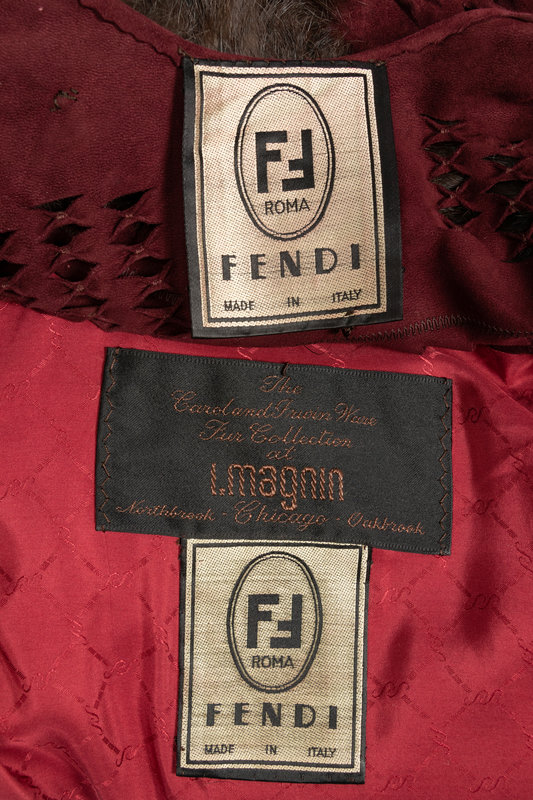 FF
ROMA
FENDI
MADE IN ITALY
The
Carol and Irwin Ware
Fur Collection
at
I.magnin
Northbrook - Chicago - Oakbrook
FF
ROMA
FENDI
MADE IN ITALY